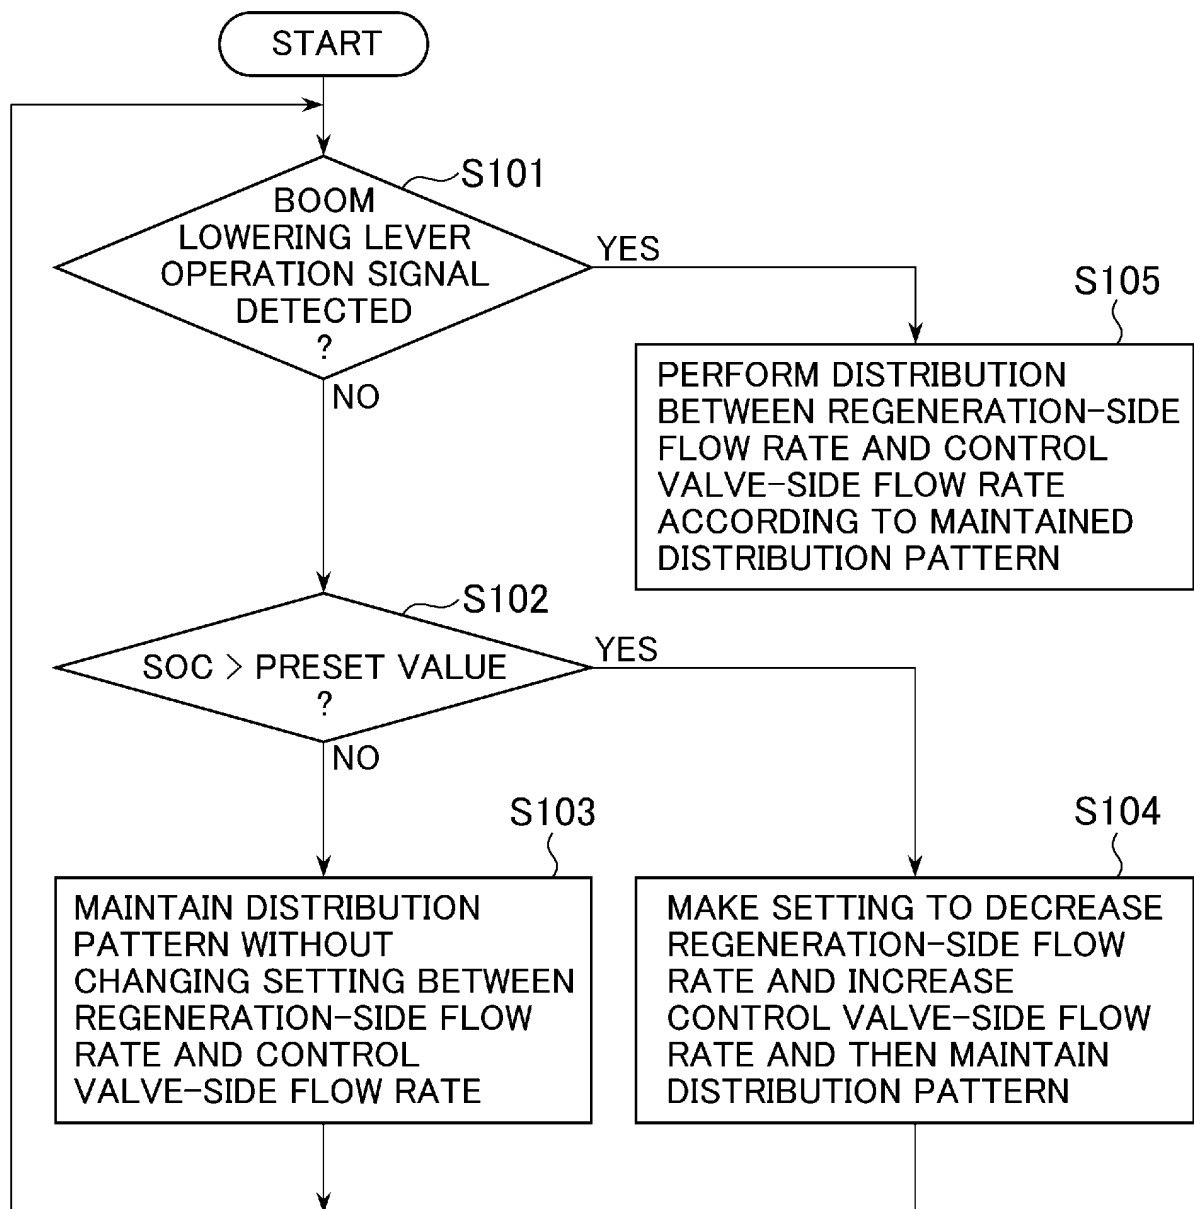 START
S101
BOOM
LOWERING LEVER
OPERATION SIGNAL
DETECTED
?
YES
NO
S105
PERFORM DISTRIBUTION
BETWEEN REGENERATION-SIDE
FLOW RATE AND CONTROL
VALVE-SIDE FLOW RATE
ACCORDING TO MAINTAINED
DISTRIBUTION PATTERN
S102
SOC > PRESET VALUE
?
YES
NO
S103
MAINTAIN DISTRIBUTION
PATTERN WITHOUT
CHANGING SETTING BETWEEN
REGENERATION-SIDE FLOW
RATE AND CONTROL
VALVE-SIDE FLOW RATE
S104
MAKE SETTING TO DECREASE
REGENERATION-SIDE FLOW
RATE AND INCREASE
CONTROL VALVE-SIDE FLOW
RATE AND THEN MAINTAIN
DISTRIBUTION PATTERN